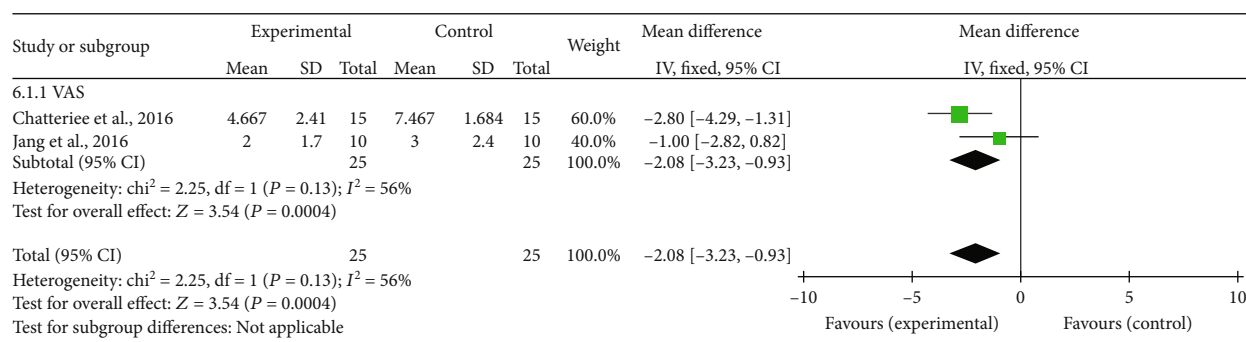 Study or subgroup Experimental Control Weight Mean difference Mean difference
Mean SD Total Mean SD Total IV, fixed, 95% CI IV, fixed, 95% CI
6.1.1 VAS
Chatteriee et al., 2016 4.667 2.41 15 7.467 1.684 15 60.0% −2.80 [−4.29, −1.31]
Jang et al., 2016 2 1.7 10 3 2.4 10 40.0% −1.00 [−2.82, 0.82]
Subtotal (95% CI) 25 25 100.0% −2.08 [−3.23, −0.93]
Heterogeneity: chi² = 2.25, df = 1 (P = 0.13); I² = 56%
Test for overall effect: Z = 3.54 (P = 0.0004)
Total (95% CI) 25 25 100.0% −2.08 [−3.23, −0.93]
Heterogeneity: chi² = 2.25, df = 1 (P = 0.13); I² = 56%
Test for overall effect: Z = 3.54 (P = 0.0004)
Test for subgroup differences: Not applicable
−10 −5 0 5 10
Favours (experimental) Favours (control)